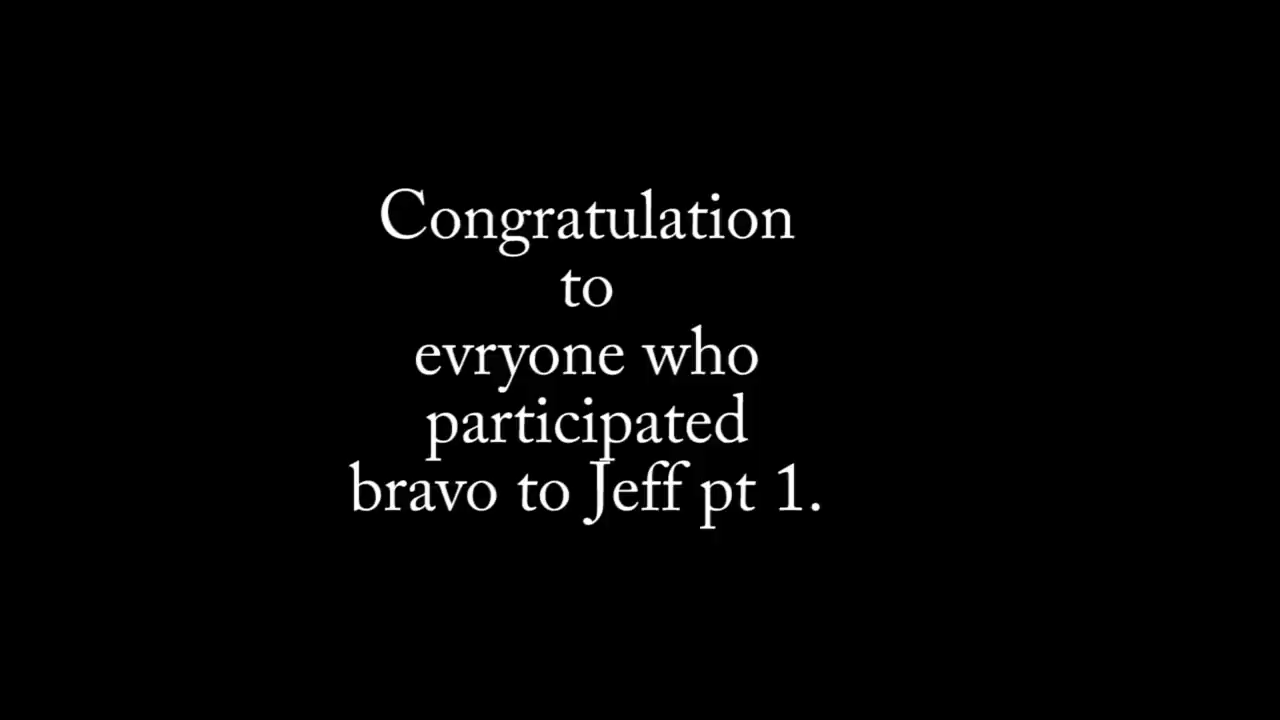 Congratulation
to
evryone who
participated
bravo to Jeff pt 1.